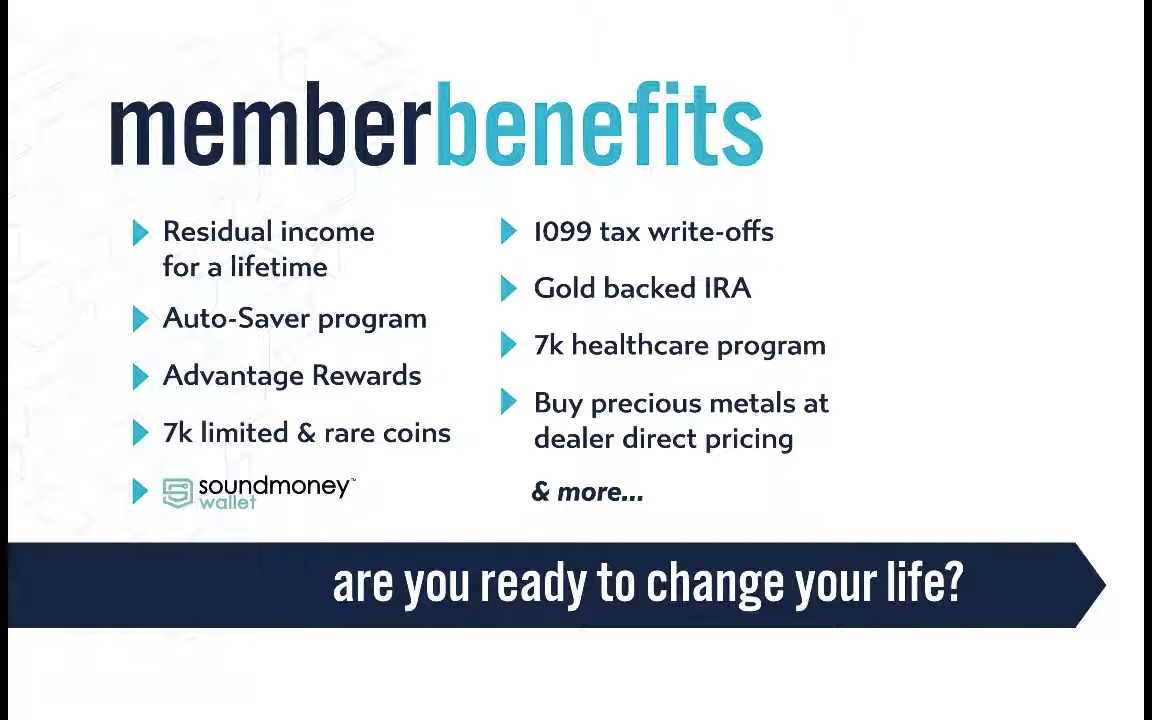 memberbenefits
Residual income
for a lifetime
Auto-Saver program
Advantage Rewards
7k limited & rare coins
soundmoney™
wallet
1099 tax write-offs
Gold backed IRA
7k healthcare program
Buy precious metals at
dealer direct pricing
& more...
are you ready to change your life?